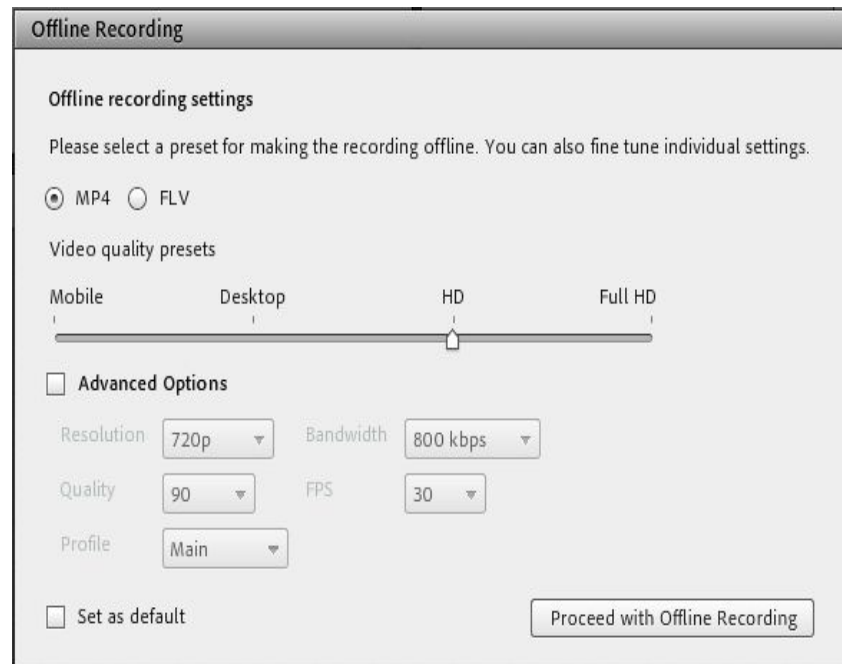 Offline Recording
Offline recording settings
Please select a preset for making the recording offline. You can also fine tune individual settings.
MP4 FLV
Video quality presets
Mobile Desktop HD Full HD
Advanced Options
Resolution 720p Bandwidth 800 kbps
Quality 90 FPS 30
Profile Main
Set as default Proceed with Offline Recording